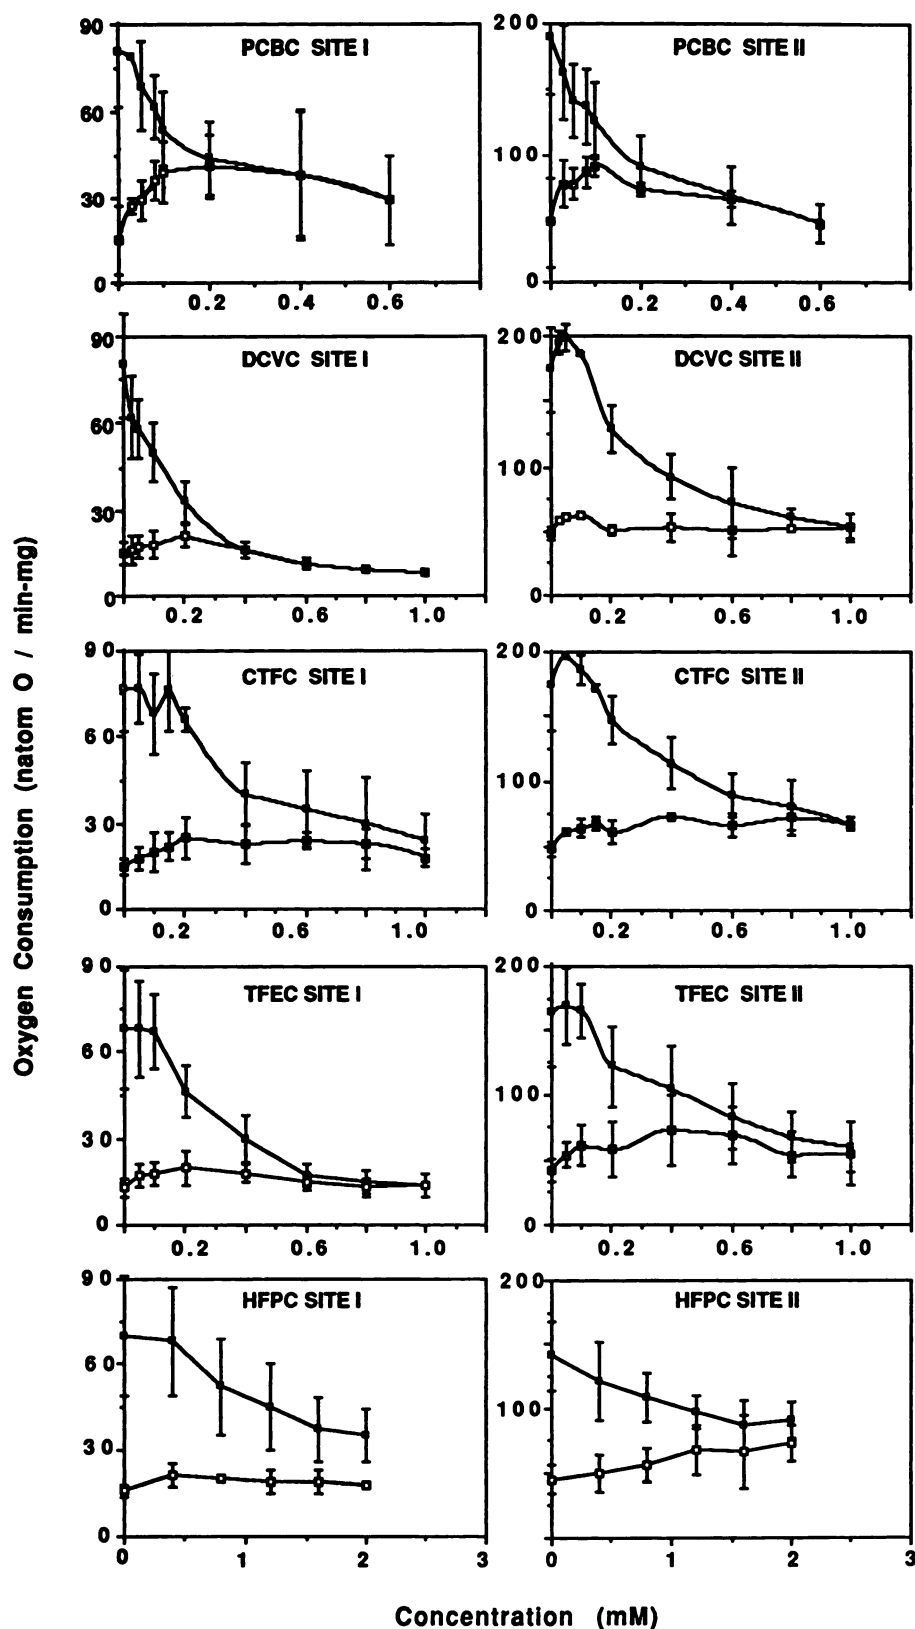 PCBC SITE I
90
60
30
0
0.2 0.4 0.6
PCBC SITE II
200
100
0
0.2 0.4 0.6
DCVC SITE I
90
60
30
0
0.2 0.6 1.0
DCVC SITE II
200
100
0
0.2 0.6 1.0
CTFC SITE I
90
60
30
0
0.2 0.6 1.0
CTFC SITE II
200
100
0
0.2 0.6 1.0
TFEC SITE I
90
60
30
0
0.2 0.6 1.0
TFEC SITE II
200
100
0
0.2 0.6 1.0
HFPC SITE I
90
60
30
0
0 1 2 3
HFPC SITE II
200
100
0 1 2 3
Oxygen Consumption (natom O / min-mg)
Concentration (mM)